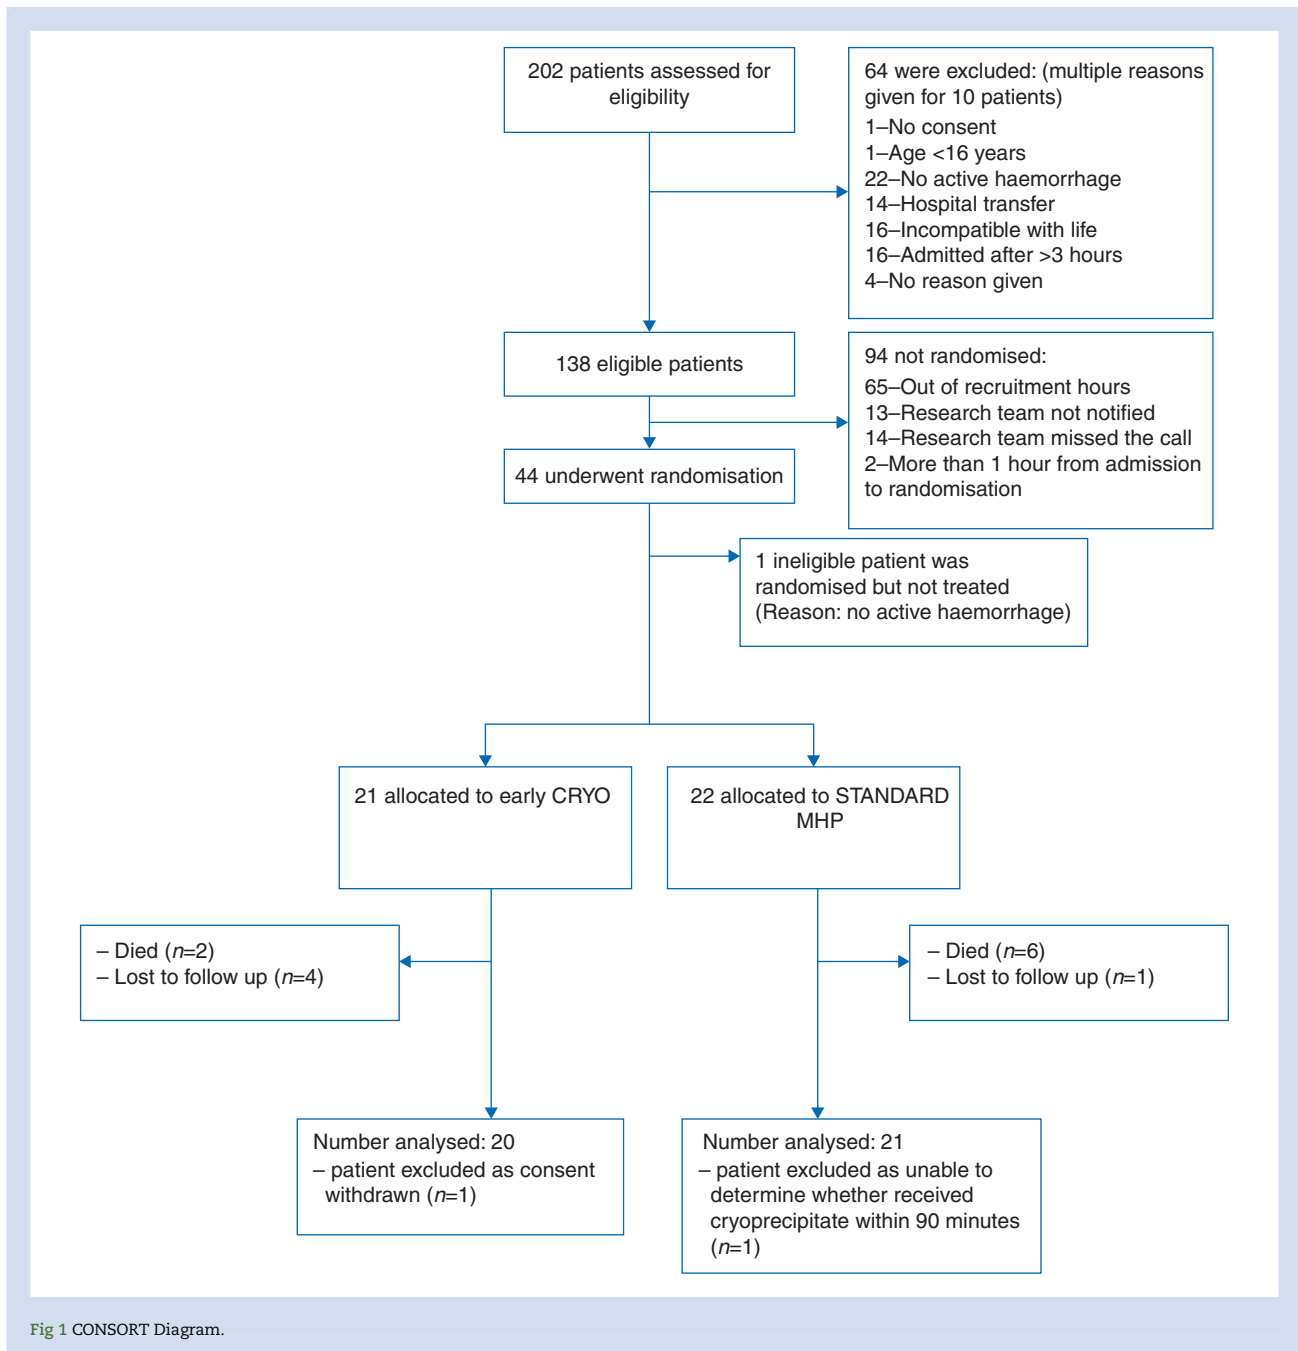 202 patients assessed for
eligibility
64 were excluded: (multiple reasons
given for 10 patients)
1–No consent
1–Age <16 years
22–No active haemorrhage
14–Hospital transfer
16–Incompatible with life
16–Admitted after >3 hours
4–No reason given
138 eligible patients
94 not randomised:
65–Out of recruitment hours
13–Research team not notified
14–Research team missed the call
2–More than 1 hour from admission
to randomisation
44 underwent randomisation
1 ineligible patient was
randomised but not treated
(Reason: no active haemorrhage)
21 allocated to early CRYO
22 allocated to STANDARD
MHP
– Died (n=2)
– Lost to follow up (n=4)
– Died (n=6)
– Lost to follow up (n=1)
Number analysed: 20
– patient excluded as consent
withdrawn (n=1)
Number analysed: 21
– patient excluded as unable to
determine whether received
cryoprecipitate within 90 minutes
(n=1)
Fig 1 CONSORT Diagram.